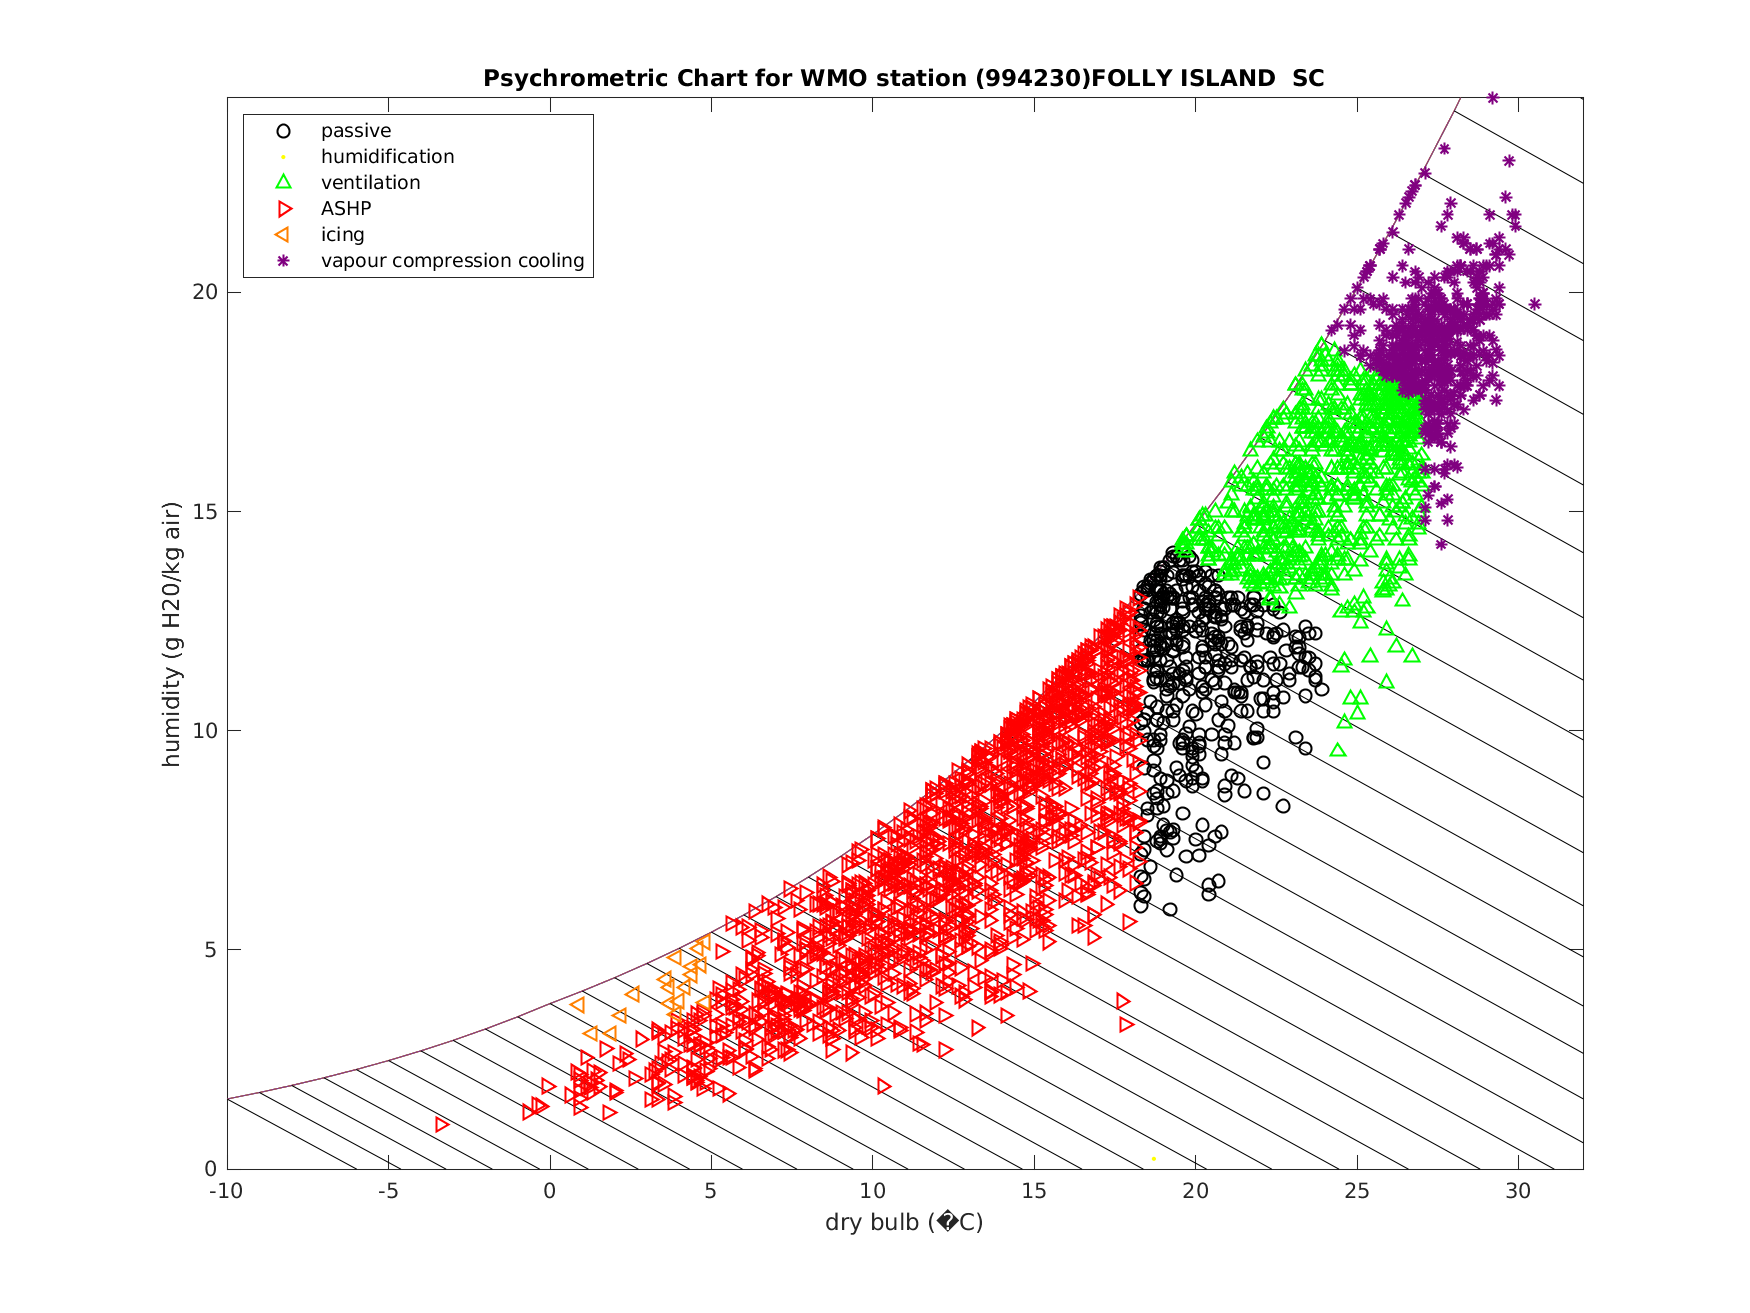 Psychrometric Chart for WMO station (994230)FOLLY ISLAND  SC
passive
humidification
ventilation
ASHP
icing
vapour compression cooling
20
15
10
5
0
humidity (g H20/kg air)
-10 -5 0 5 10 15 20 25 30
dry bulb (�C)